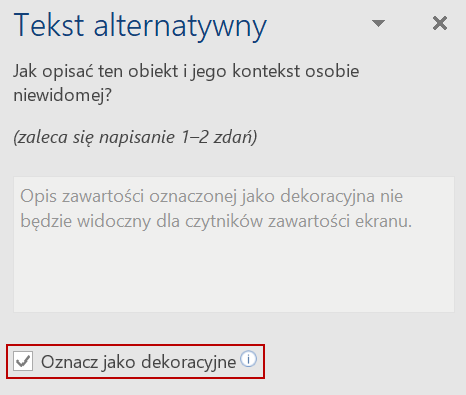 Tekst alternatywny
Jak opisać ten obiekt i jego kontekst osobie
niewidomej?
(zaleca się napisanie 1–2 zdań)
Opis zawartości oznaczonej jako dekoracyjna nie
będzie widoczny dla czytników zawartości ekranu.
Oznacz jako dekoracyjne